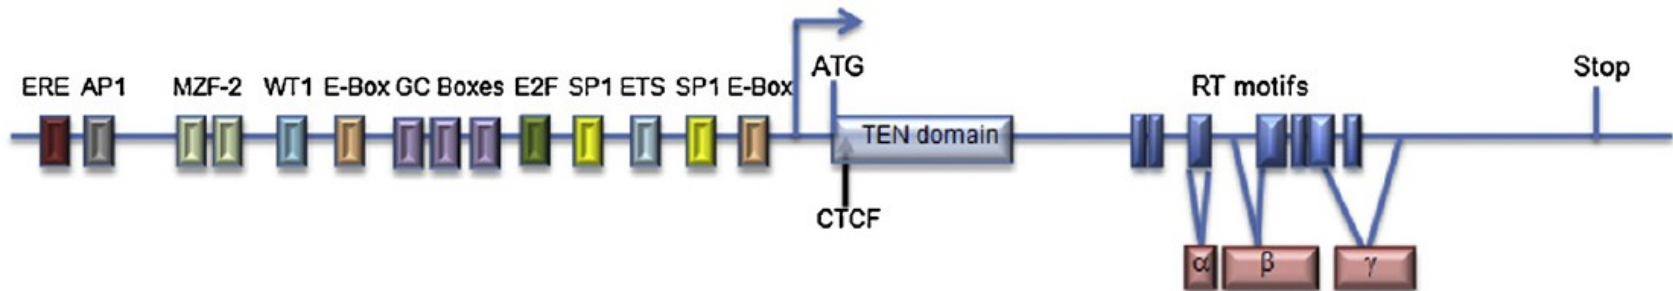 ERE AP1 MZF-2 WT1 E-Box GC Boxes E2F SP1 ETS SP1 E-Box ATG RT motifs Stop
TEN domain
CTCF
α β γ